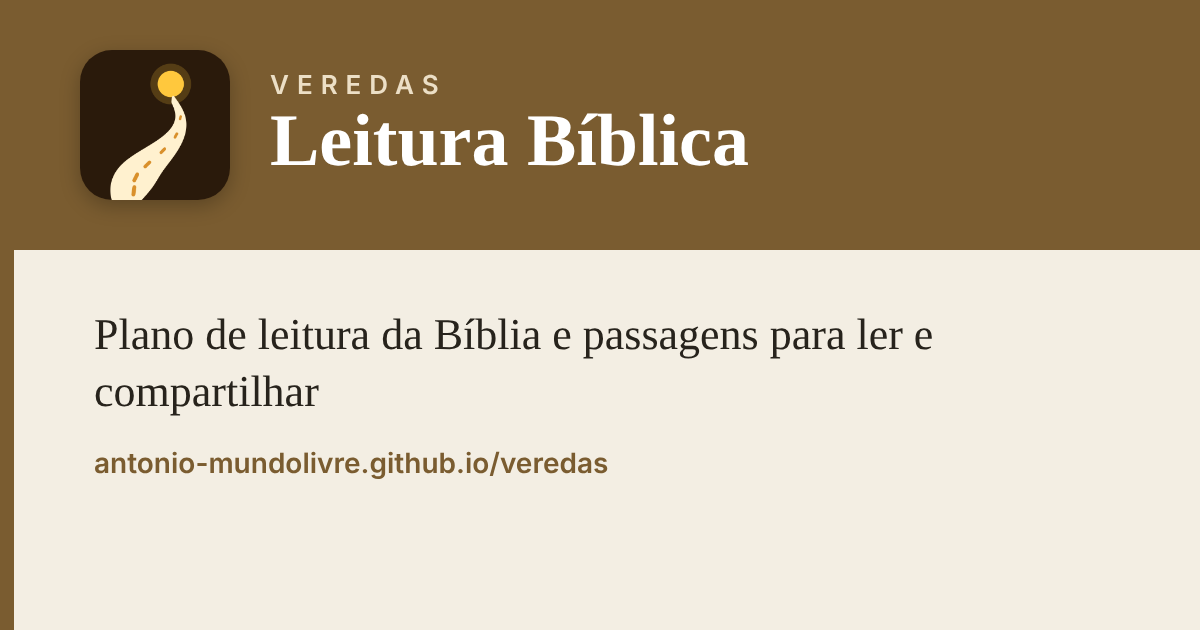 VEREDAS
Leitura Bíblica
Plano de leitura da Bíblia e passagens para ler e
compartilhar
antonio-mundolivre.github.io/veredas